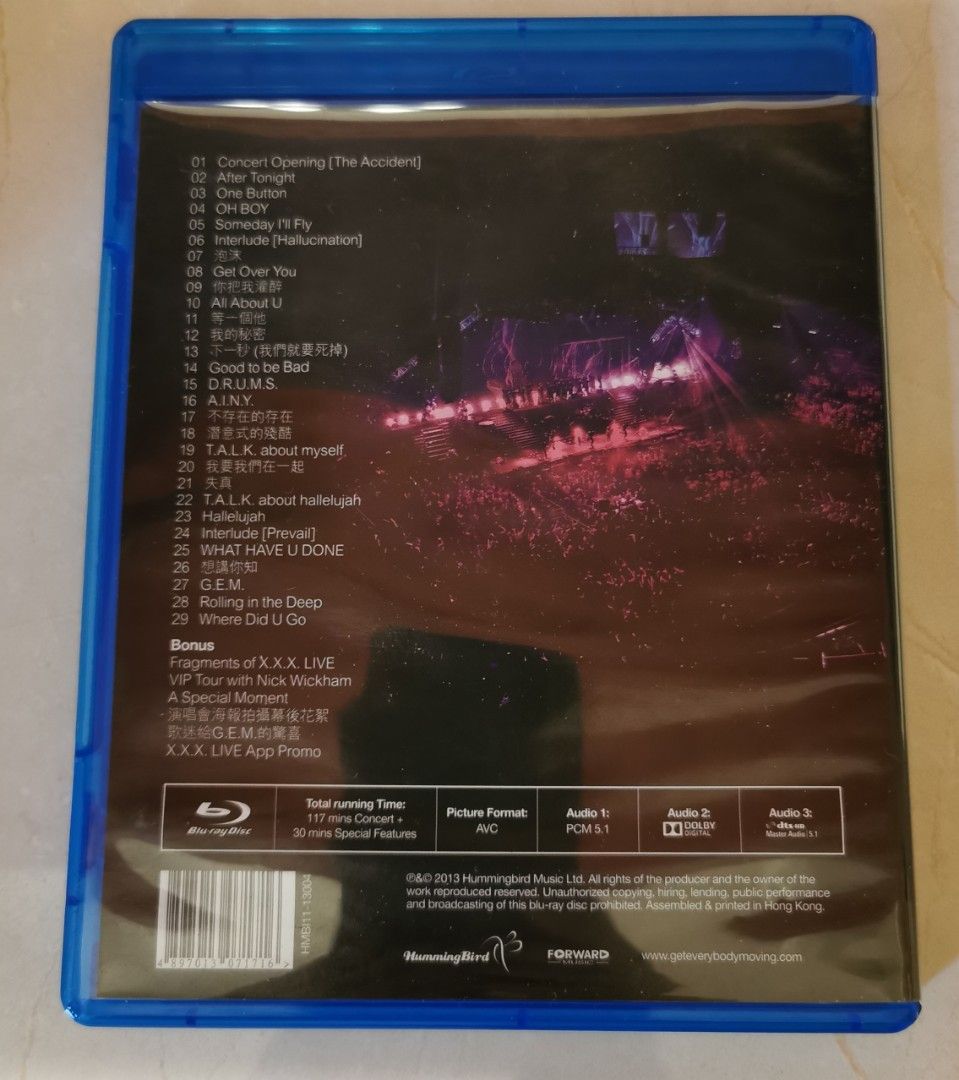 01 Concert Opening [The Accident]
02 After Tonight
03 One Button
04 OH BOY
05 Someday I'll Fly
06 Interlude [Hallucination]
07 泡沫
08 Get Over You
09 你把我灌醉
10 All About U
11 等一個他
12 我的秘密
13 下一秒 (我們就要死掉)
14 Good to be Bad
15 D.R.U.M.S.
16 A.I.N.Y.
17 不存在的存在
18 潛意式的殘酷
19 T.A.L.K. about myself
20 我要我們在一起
21 失真
22 T.A.L.K. about hallelujah
23 Hallelujah
24 Interlude [Prevail]
25 WHAT HAVE U DONE
26 想講你知
27 G.E.M.
28 Rolling in the Deep
29 Where Did U Go
Bonus
Fragments of X.X.X. LIVE
VIP Tour with Nick Wickham
A Special Moment
演唱會海報拍攝幕後花絮
歌迷給G.E.M.的驚喜
X.X.X. LIVE App Promo
Blu-ray Disc
Total running Time:
117 mins Concert +
30 mins Special Features
Picture Format:
AVC
Audio 1:
PCM 5.1
Audio 2:
DOLBY
DIGITAL
Audio 3:
dts-HD
Master Audio | 5.1
℗&© 2013 Hummingbird Music Ltd. All rights of the producer and the owner of the
work reproduced reserved. Unauthorized copying, hiring, lending, public performance
and broadcasting of this blu-ray disc prohibited. Assembled & printed in Hong Kong.
HMBI11 13004
4 897013 071716 >
HummingBird
FORWARD
MUSIC
www.geteverybodymoving.com